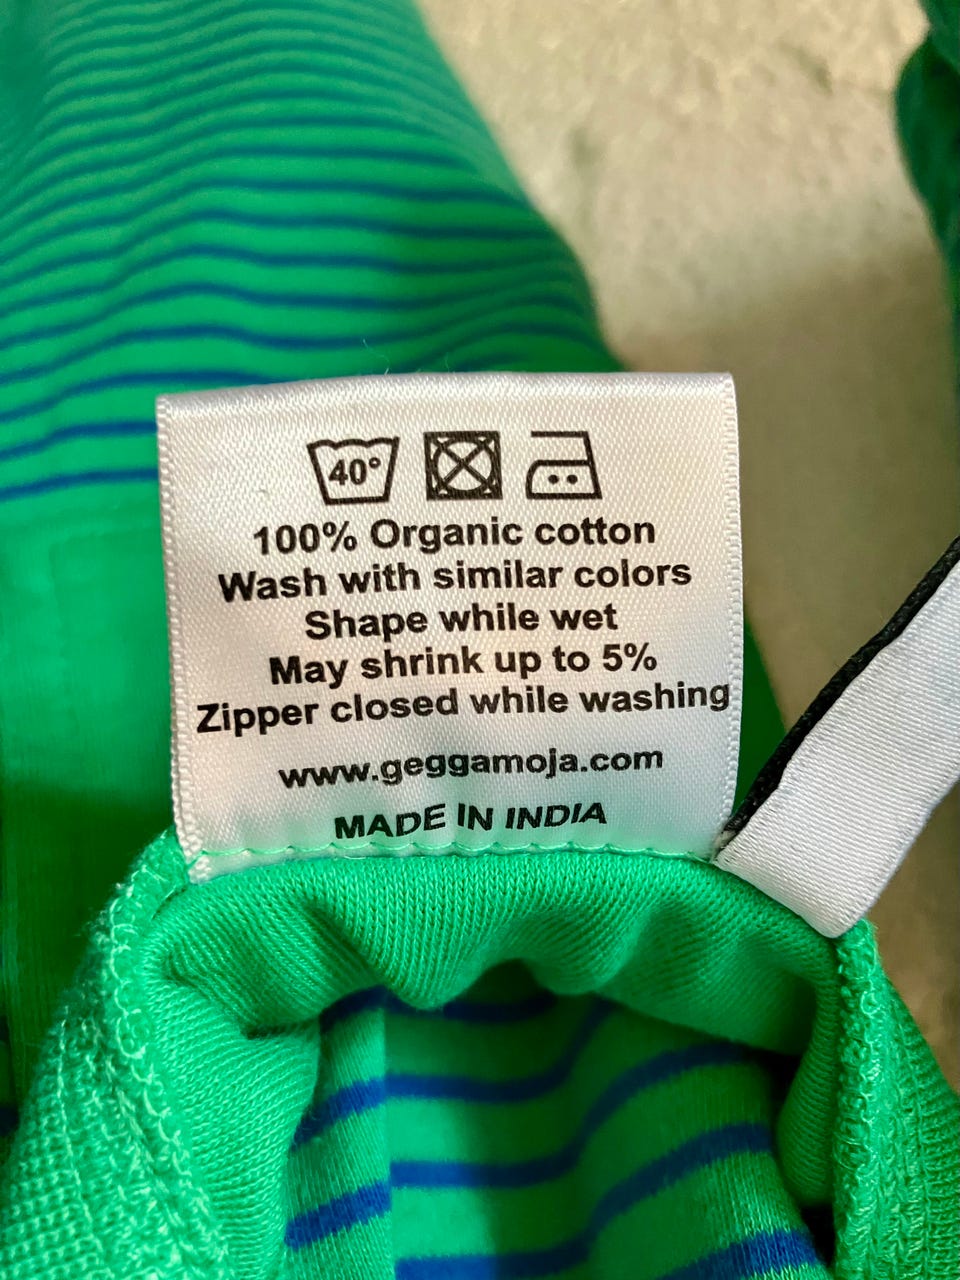 40°
100% Organic cotton
Wash with similar colors
Shape while wet
May shrink up to 5%
Zipper closed while washing
www.geggamoja.com
MADE IN INDIA